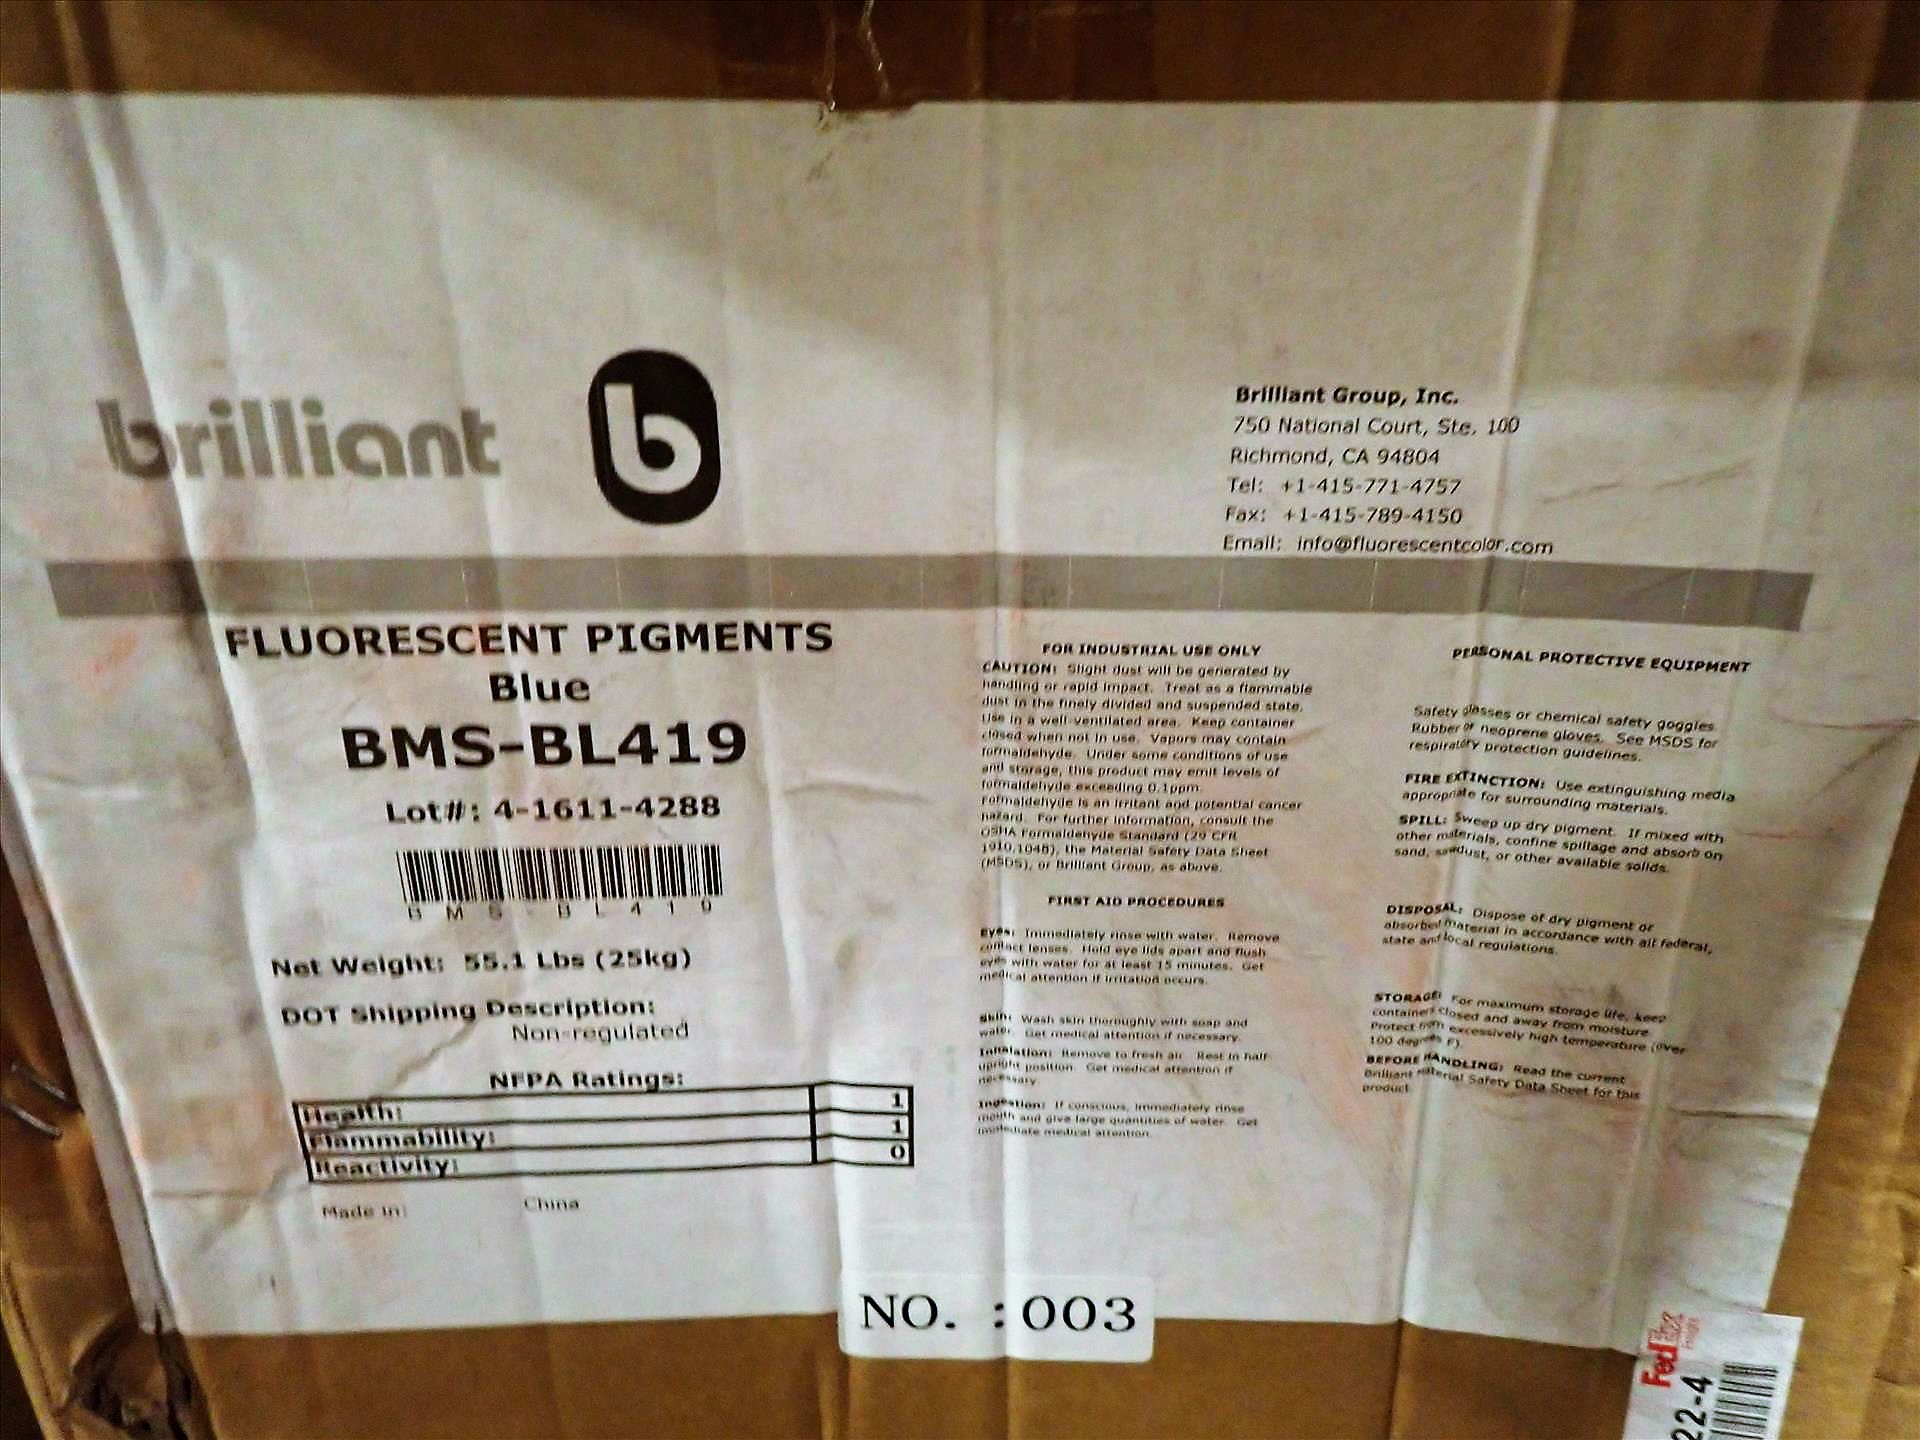 brilliant
b
Brilliant Group, Inc.
750 National Court, Ste. 100
Richmond, CA 94804
Tel: +1-415-771-4757
Fax: +1-415-789-4150
Email: info@fluorescentcolor.com
FLUORESCENT PIGMENTS
Blue
BMS-BL419
Lot#: 4-1611-4288
BMS-BL419
Net Weight: 55.1 Lbs (25kg)
DOT Shipping Description:
Non-regulated
NFPA Ratings:
Health: 1
Flammability: 1
Reactivity: 0
Made in: China
FOR INDUSTRIAL USE ONLY
CAUTION: Slight dust will be generated by
handling or rapid impact. Treat as a flammable
dust in the finely divided and suspended state.
Use in a well-ventilated area. Keep container
closed when not in use. Vapors may contain
formaldehyde. Under some conditions of use
and storage, this product may emit levels of
formaldehyde exceeding 0.1ppm.
Formaldehyde is an irritant and potential cancer
hazard. For further information, consult the
OSHA Formaldehyde Standard (29 CFR
1910.1048), the Material Safety Data Sheet
(MSDS), or Brilliant Group, as above.
FIRST AID PROCEDURES
Eyes: Immediately rinse with water. Remove
contact lenses. Hold eye lids apart and flush
eyes with water for at least 15 minutes. Get
medical attention if irritation occurs.
Skin: Wash skin thoroughly with soap and
water. Get medical attention if necessary.
Inhalation: Remove to fresh air. Rest in half-
upright position. Get medical attention if
necessary.
Ingestion: If conscious, immediately rinse
mouth and give large quantities of water. Get
immediate medical attention.
PERSONAL PROTECTIVE EQUIPMENT
Safety glasses or chemical safety goggles.
Rubber or neoprene gloves. See MSDS for
respiratory protection guidelines.
FIRE EXTINCTION: Use extinguishing media
appropriate for surrounding materials.
SPILL: Sweep up dry pigment. If mixed with
other materials, confine spillage and absorb on
sand, sawdust, or other available solids.
DISPOSAL: Dispose of dry pigment or
absorbed material in accordance with all federal,
state and local regulations.
STORAGE: For maximum storage life, keep
containers closed and away from moisture.
Protect from excessively high temperature (over
100 degrees F).
BEFORE HANDLING: Read the current
Brilliant Material Safety Data Sheet for this
product.
NO. :003
FedEx
22-4